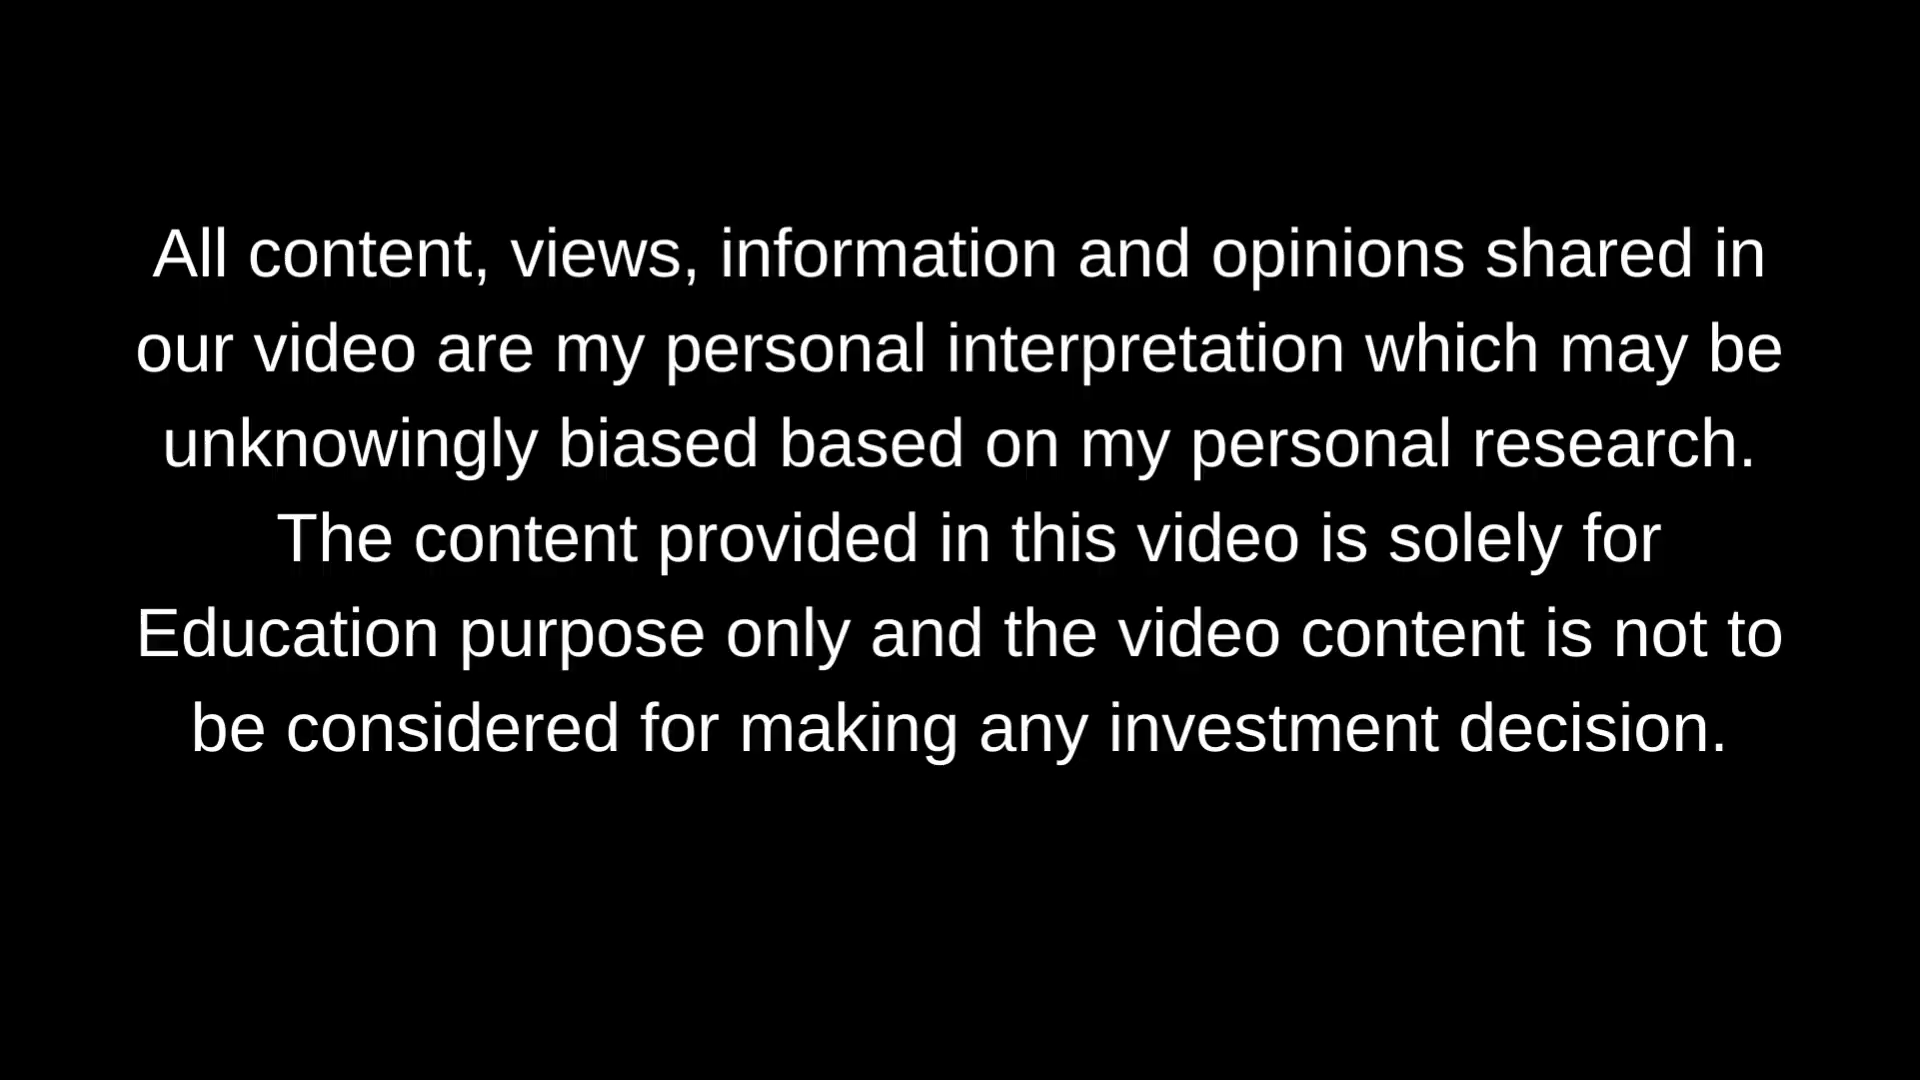 All content, views, information and opinions shared in
our video are my personal interpretation which may be
unknowingly biased based on my personal research.
The content provided in this video is solely for
Education purpose only and the video content is not to
be considered for making any investment decision.